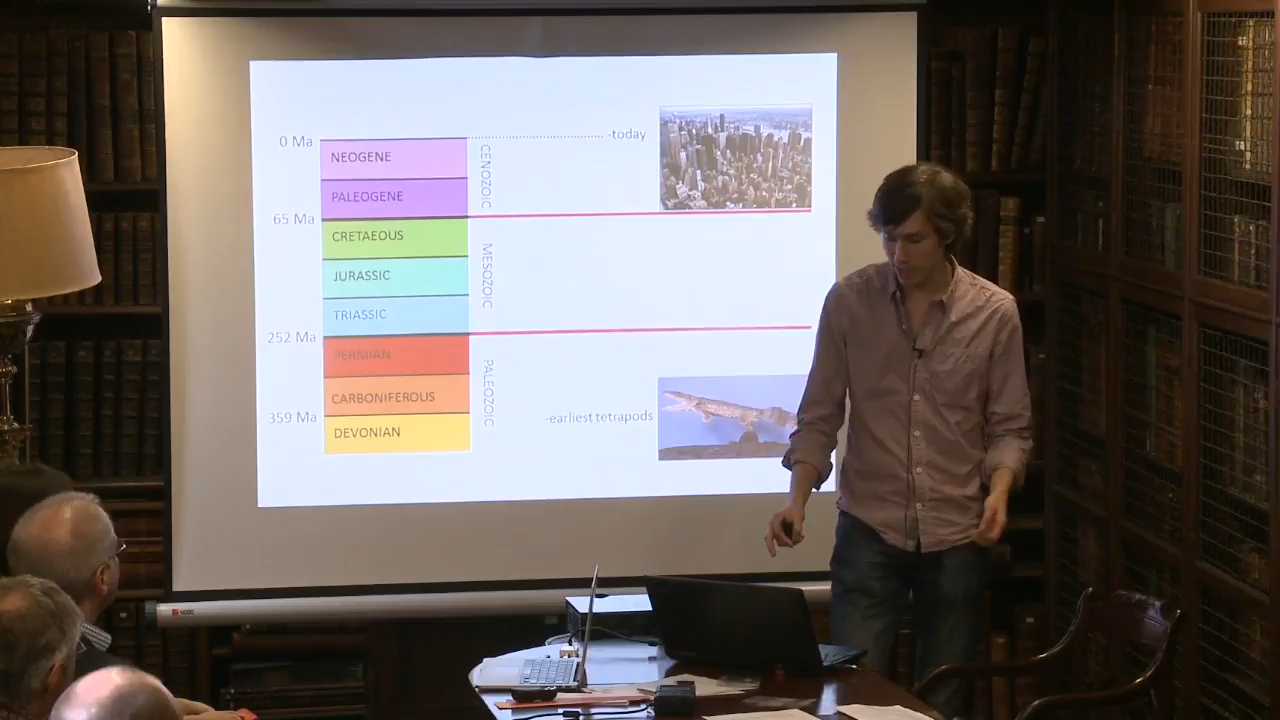 0 Ma
-today
NEOGENE
CENOZOIC
PALEOGENE
65 Ma
CRETAEOUS
JURASSIC
MESOZOIC
TRIASSIC
252 Ma
PERMIAN
PALEOZOIC
CARBONIFEROUS
359 Ma
-earliest tetrapods
DEVONIAN